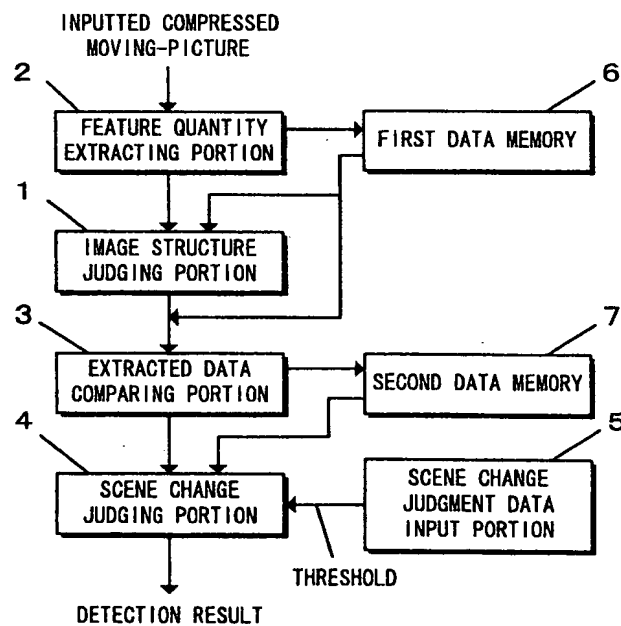 INPUTTED COMPRESSED
MOVING-PICTURE
2
6
FEATURE QUANTITY
EXTRACTING PORTION
FIRST DATA MEMORY
1
IMAGE STRUCTURE
JUDGING PORTION
3
7
EXTRACTED DATA
COMPARING PORTION
SECOND DATA MEMORY
4
5
SCENE CHANGE
JUDGING PORTION
SCENE CHANGE
JUDGMENT DATA
INPUT PORTION
THRESHOLD
DETECTION RESULT